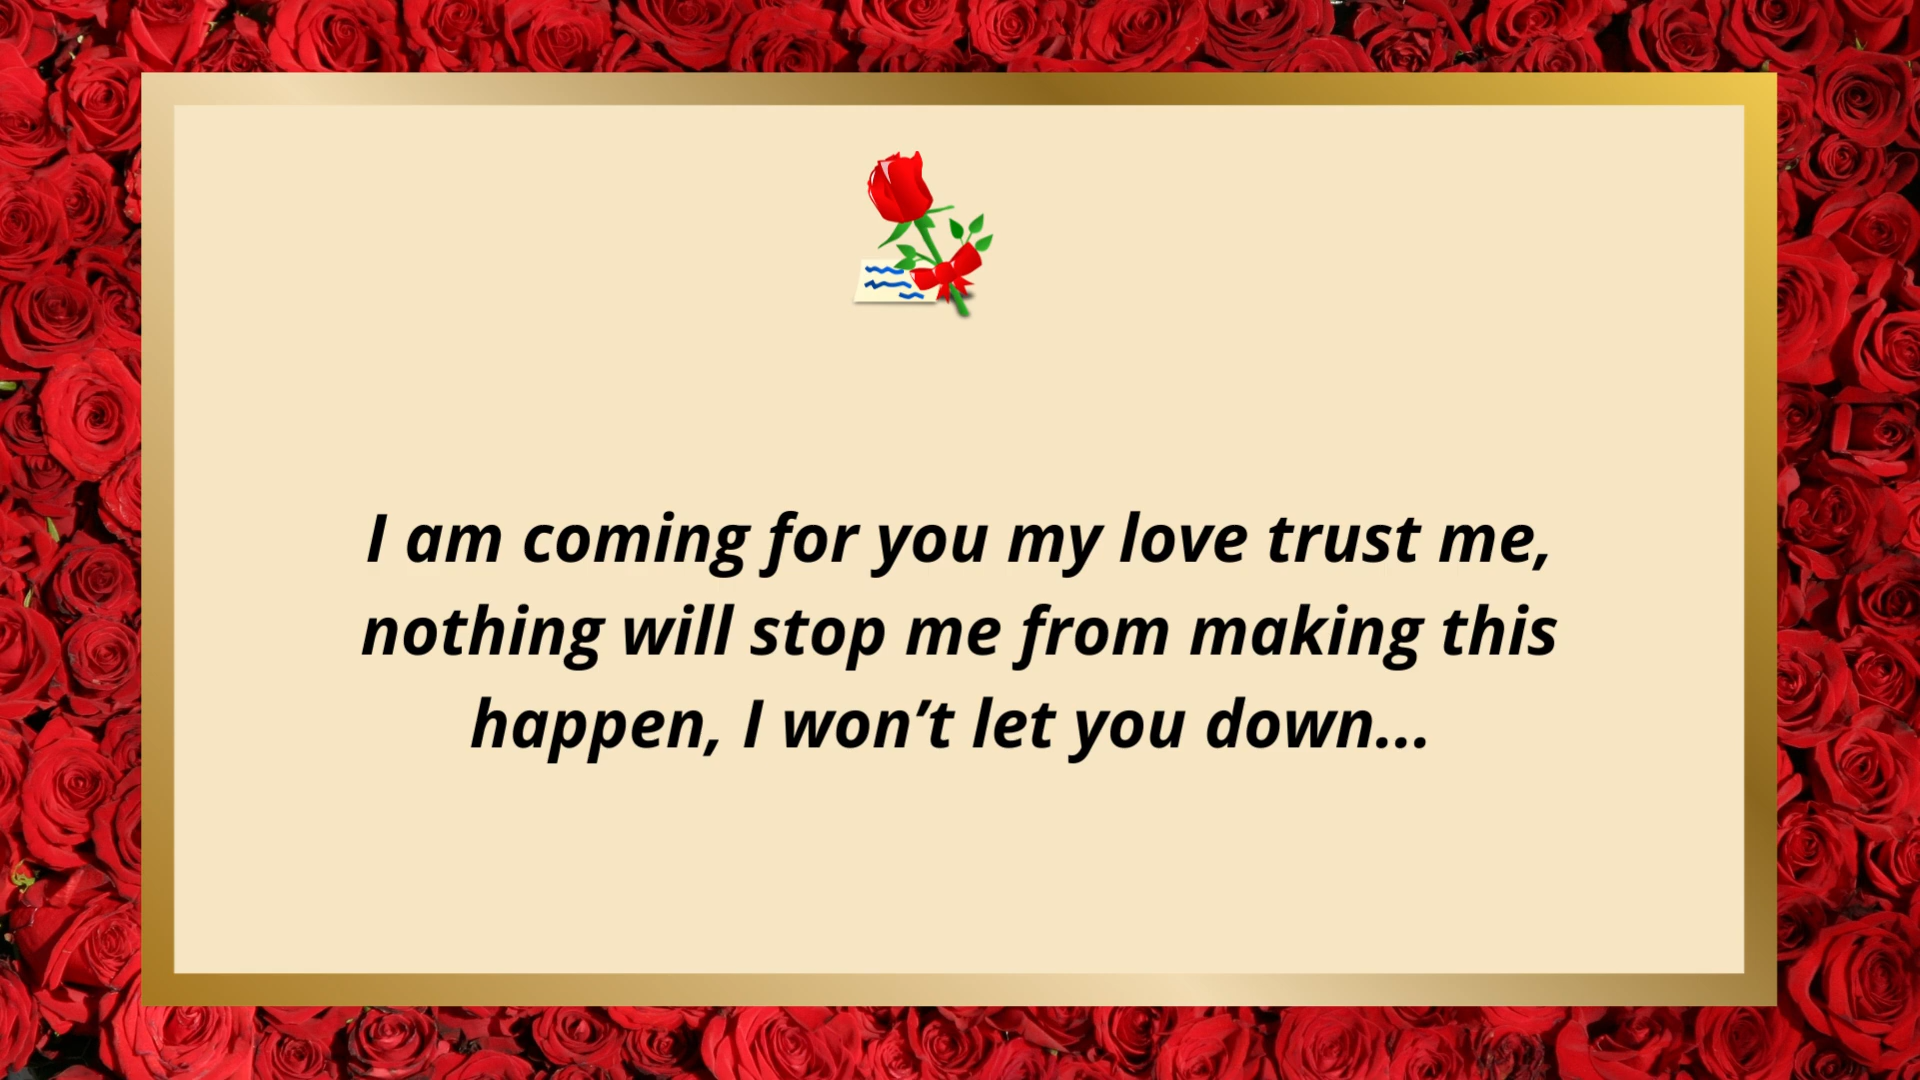 I am coming for you my love trust me,
nothing will stop me from making this
happen, I won’t let you down...